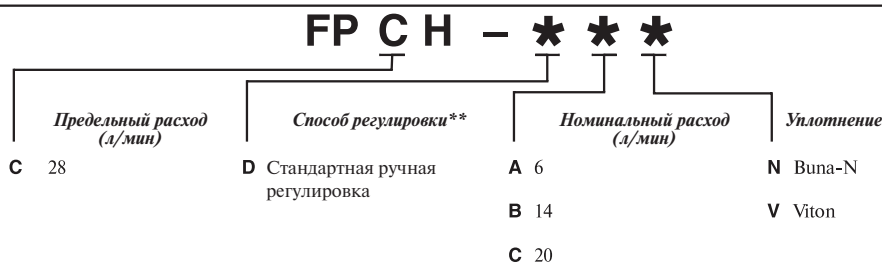 FP C H – * * *
Предельный расход (л/мин)
Способ регулировки**
Номинальный расход (л/мин)
Уплотнение
C 28
D Стандартная ручная регулировка
A 6
B 14
C 20
N Buna-N
V Viton